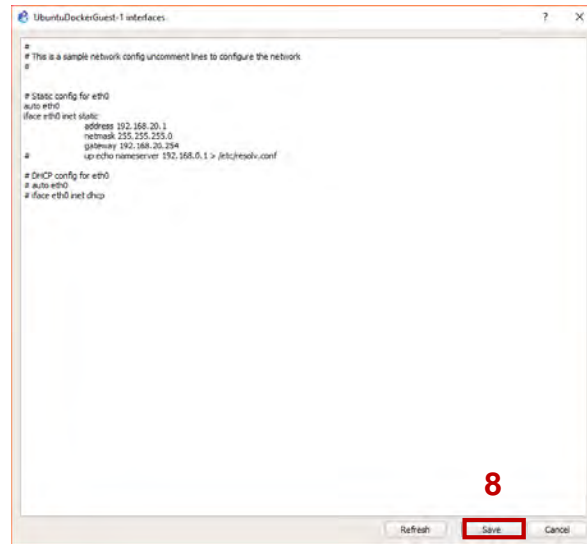 UbuntuDockerGuest-1 interfaces
? X
#
# This is a sample network config uncomment lines to configure the network
#
# Static config for eth0
auto eth0
iface eth0 inet static
address 192.168.20.1
netmask 255.255.255.0
gateway 192.168.20.254
# up echo nameserver 192.168.0.1 > /etc/resolv.conf
# DHCP config for eth0
# auto eth0
# iface eth0 inet dhcp
8
Refresh Save Cancel